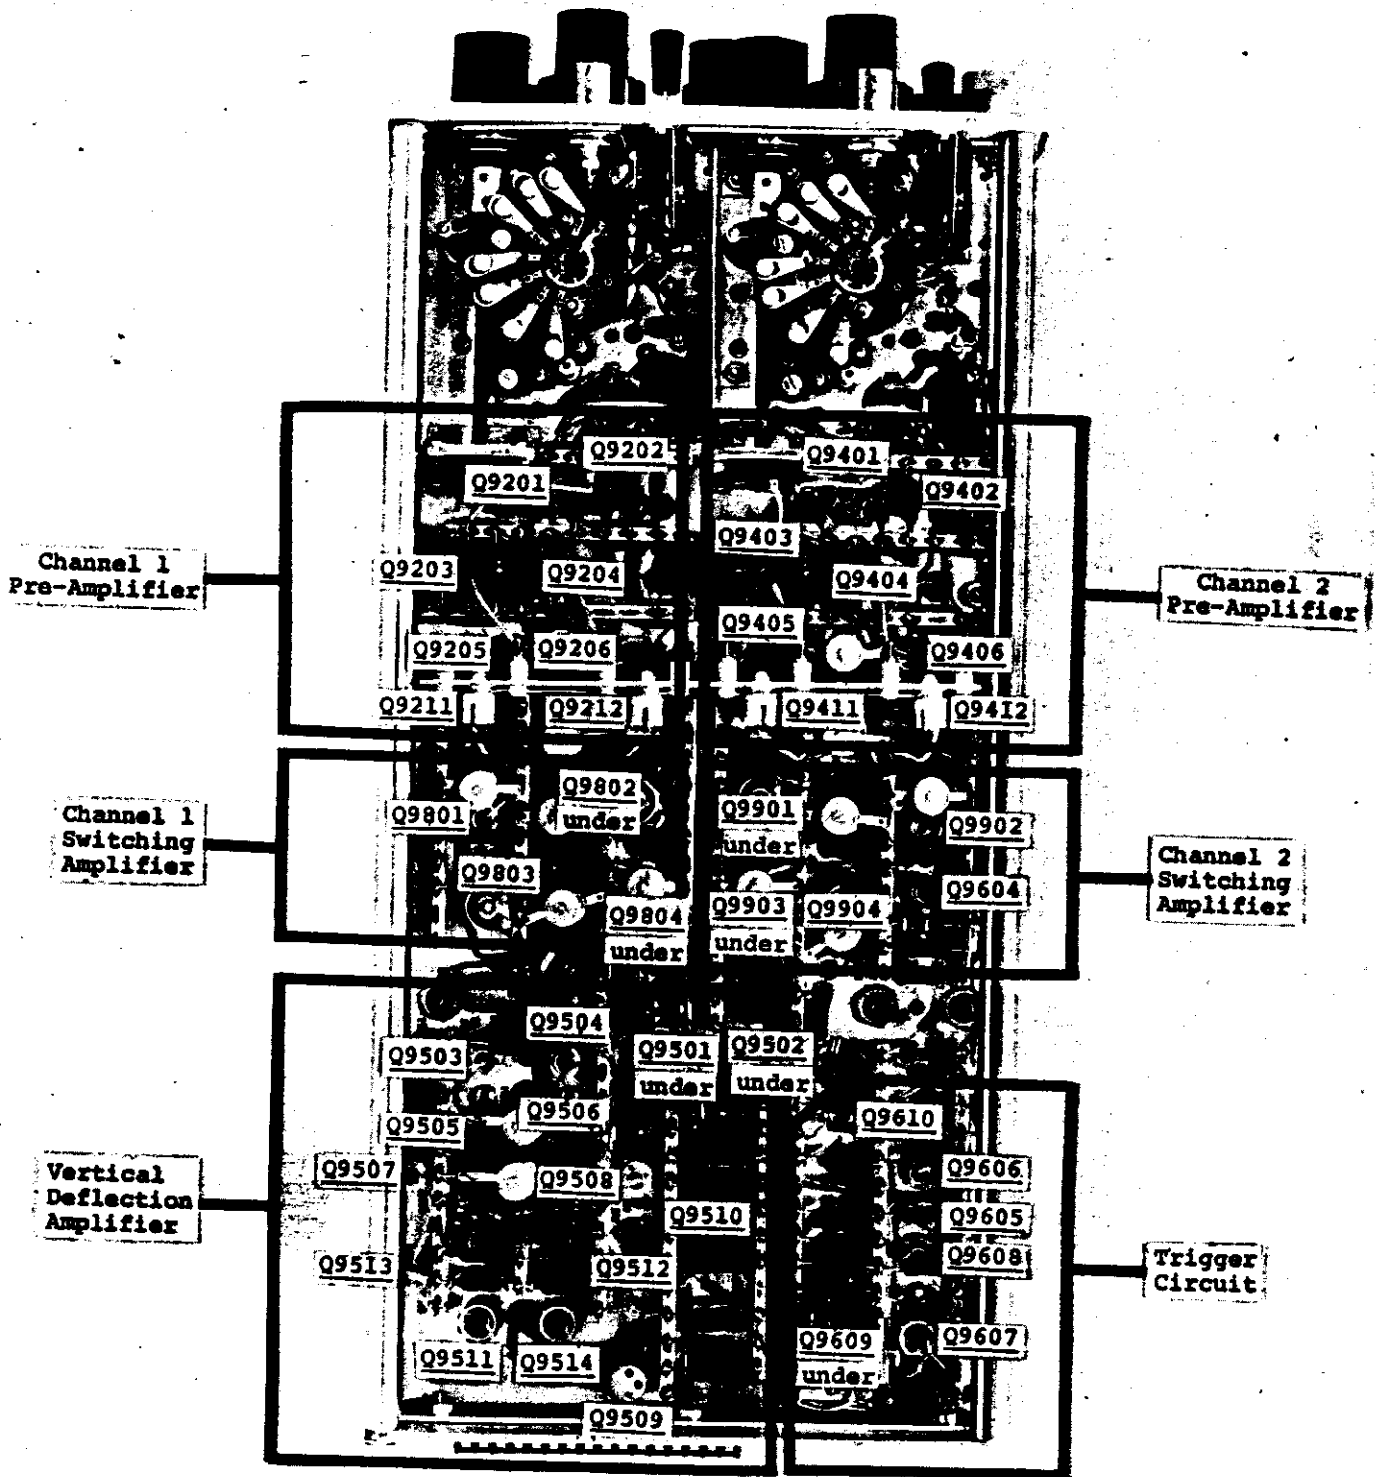 Q9202
Q9401
Q9201
Q9402
Q9403
Channel 1
Pre-Amplifier
Q9203
Q9204
Q9404
Channel 2
Pre-Amplifier
Q9405
Q9205
Q9206
Q9406
Q9211
Q9212
Q9411
Q9412
Channel 1
Switching
Amplifier
Q9801
Q9802
under
Q9901
under
Q9902
Q9803
Q9804
under
Q9903
under
Q9904
Q9604
Channel 2
Switching
Amplifier
Q9504
Q9503
Q9501
under
Q9502
under
Q9505
Q9506
Q9610
Vertical
Deflection
Amplifier
Q9507
Q9508
Q9606
Q9510
Q9605
Q9513
Q9512
Q9608
Trigger
Circuit
Q9511
Q9514
Q9609
under
Q9607
Q9509